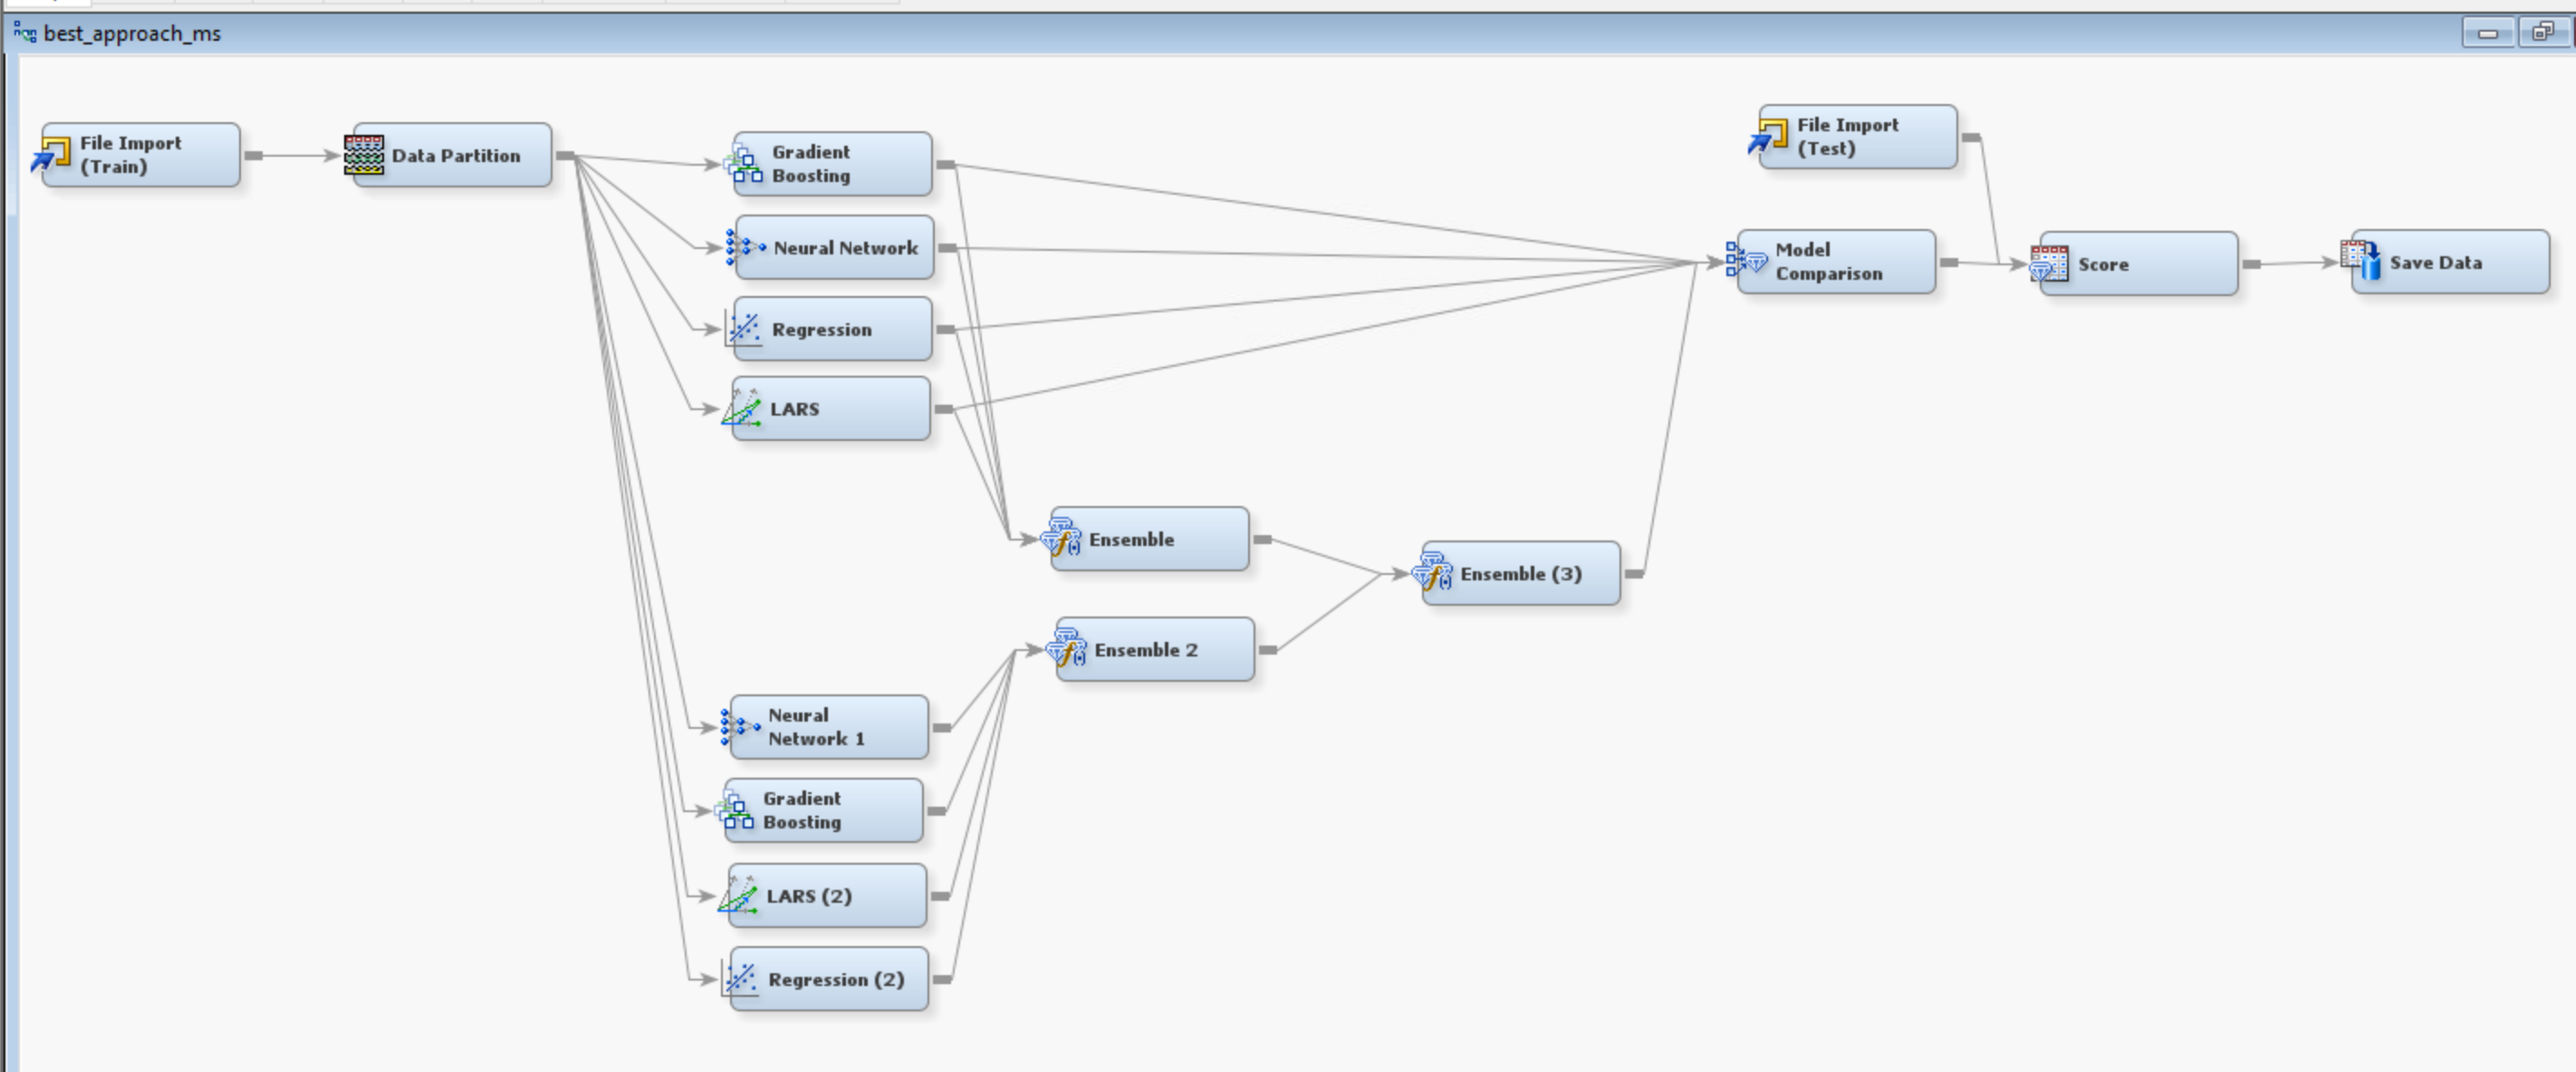 best_approach_ms
File Import
(Train)
Data Partition
Gradient
Boosting
Neural Network
Regression
LARS
File Import
(Test)
Model
Comparison
Score
Save Data
Ensemble
Ensemble (3)
Ensemble 2
Neural
Network 1
Gradient
Boosting
LARS (2)
Regression (2)